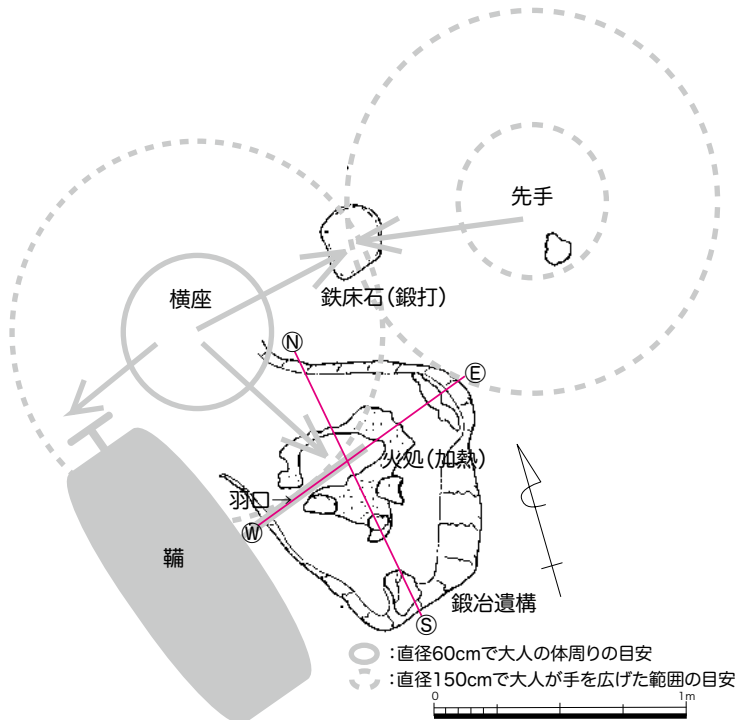 先手
横座
鉄床石(鍛打)
Ⓝ
Ⓔ
火処(加熱)
羽口→
Ⓦ
鞴
鍛冶遺構
Ⓢ
:直径60cmで大人の体周りの目安
:直径150cmで大人が手を広げた範囲の目安
0 1m